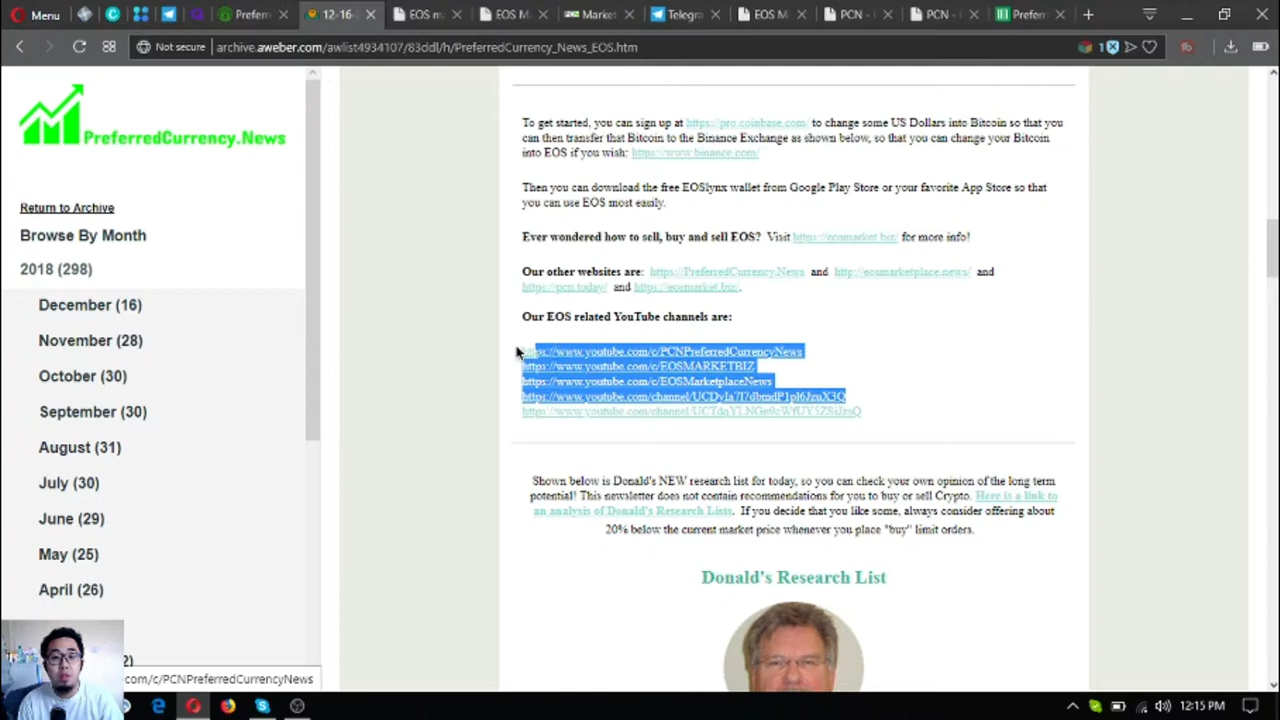 Menu
Preferr
12-16-
EOS m
EOS M
Market
Telegra
EOS M
PCN -
PCN -
Preferr
Not secure
archive.aweber.com/awlist4934107/83ddl/h/PreferredCurrency_News_EOS.htm
1
PreferredCurrency.News
Return to Archive
Browse By Month
2018 (298)
December (16)
November (28)
October (30)
September (30)
August (31)
July (30)
June (29)
May (25)
April (26)
To get started, you can sign up at https://pro.coinbase.com/ to change some US Dollars into Bitcoin so that you
can then transfer that Bitcoin to the Binance Exchange as shown below, so that you can change your Bitcoin
into EOS if you wish: https://www.binance.com/
Then you can download the free EOSlynx wallet from Google Play Store or your favorite App Store so that
you can use EOS most easily.
Ever wondered how to sell, buy and sell EOS? Visit https://eosmarket.biz/ for more info!
Our other websites are: https://PreferredCurrency.News and http://eosmarketplace.news/ and
https://pcn.today/ and https://eosmarket.biz/.
Our EOS related YouTube channels are:
https://www.youtube.com/c/PCNPreferredCurrencyNews
https://www.youtube.com/c/EOSMARKETBIZ
https://www.youtube.com/c/EOSMarketplaceNews
Shown below is Donald's NEW research list for today, so you can check your own opinion of the long term
potential! This newsletter does not contain recommendations for you to buy or sell Crypto. Here is a link to
an analysis of Donald's Research Lists. If you decide that you like some, always consider offering about
20% below the current market price whenever you place "buy" limit orders.
Donald's Research List
com/c/PCNPreferredCurrencyNews
12:15 PM